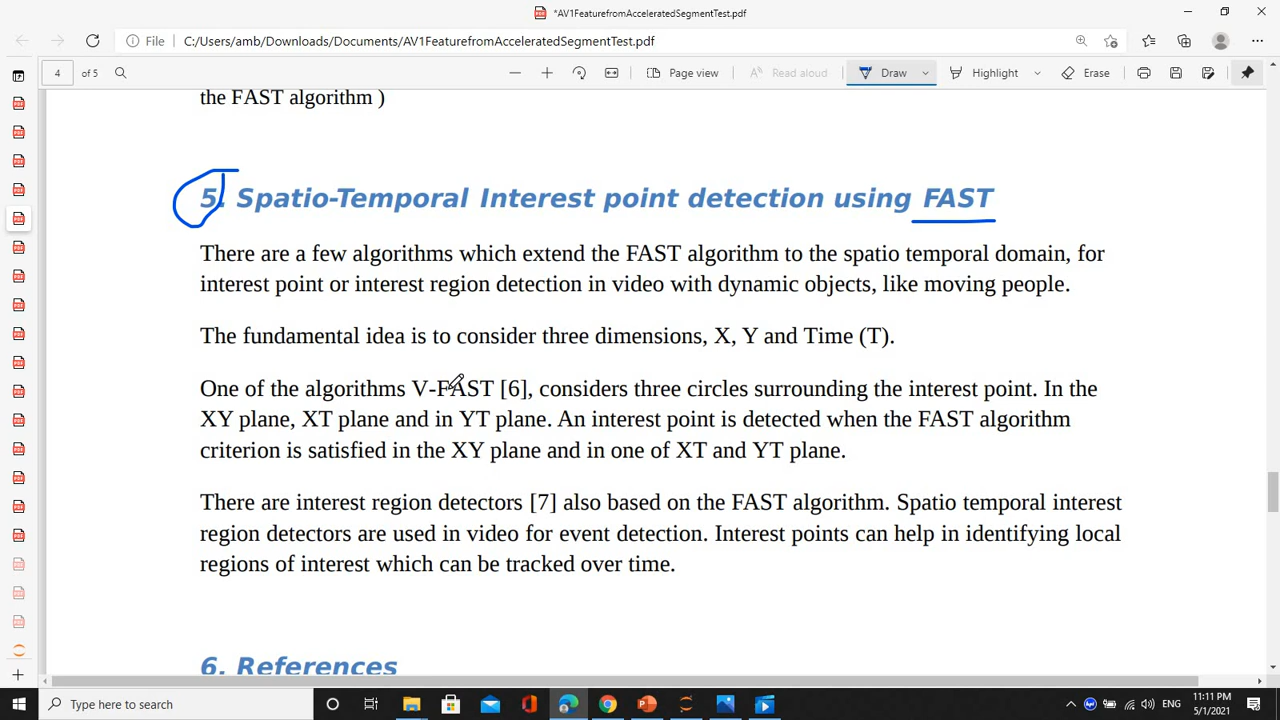 *AV1FeaturefromAcceleratedSegmentTest.pdf
File C:/Users/amb/Downloads/Documents/AV1FeaturefromAcceleratedSegmentTest.pdf
4 of 5 Page view Read aloud Draw Highlight Erase
the FAST algorithm )
5. Spatio-Temporal Interest point detection using FAST
There are a few algorithms which extend the FAST algorithm to the spatio temporal domain, for
interest point or interest region detection in video with dynamic objects, like moving people.
The fundamental idea is to consider three dimensions, X, Y and Time (T).
One of the algorithms V-FAST [6], considers three circles surrounding the interest point. In the
XY plane, XT plane and in YT plane. An interest point is detected when the FAST algorithm
criterion is satisfied in the XY plane and in one of XT and YT plane.
There are interest region detectors [7] also based on the FAST algorithm. Spatio temporal interest
region detectors are used in video for event detection. Interest points can help in identifying local
regions of interest which can be tracked over time.
6. References
Type here to search
ENG
11:11 PM
5/1/2021